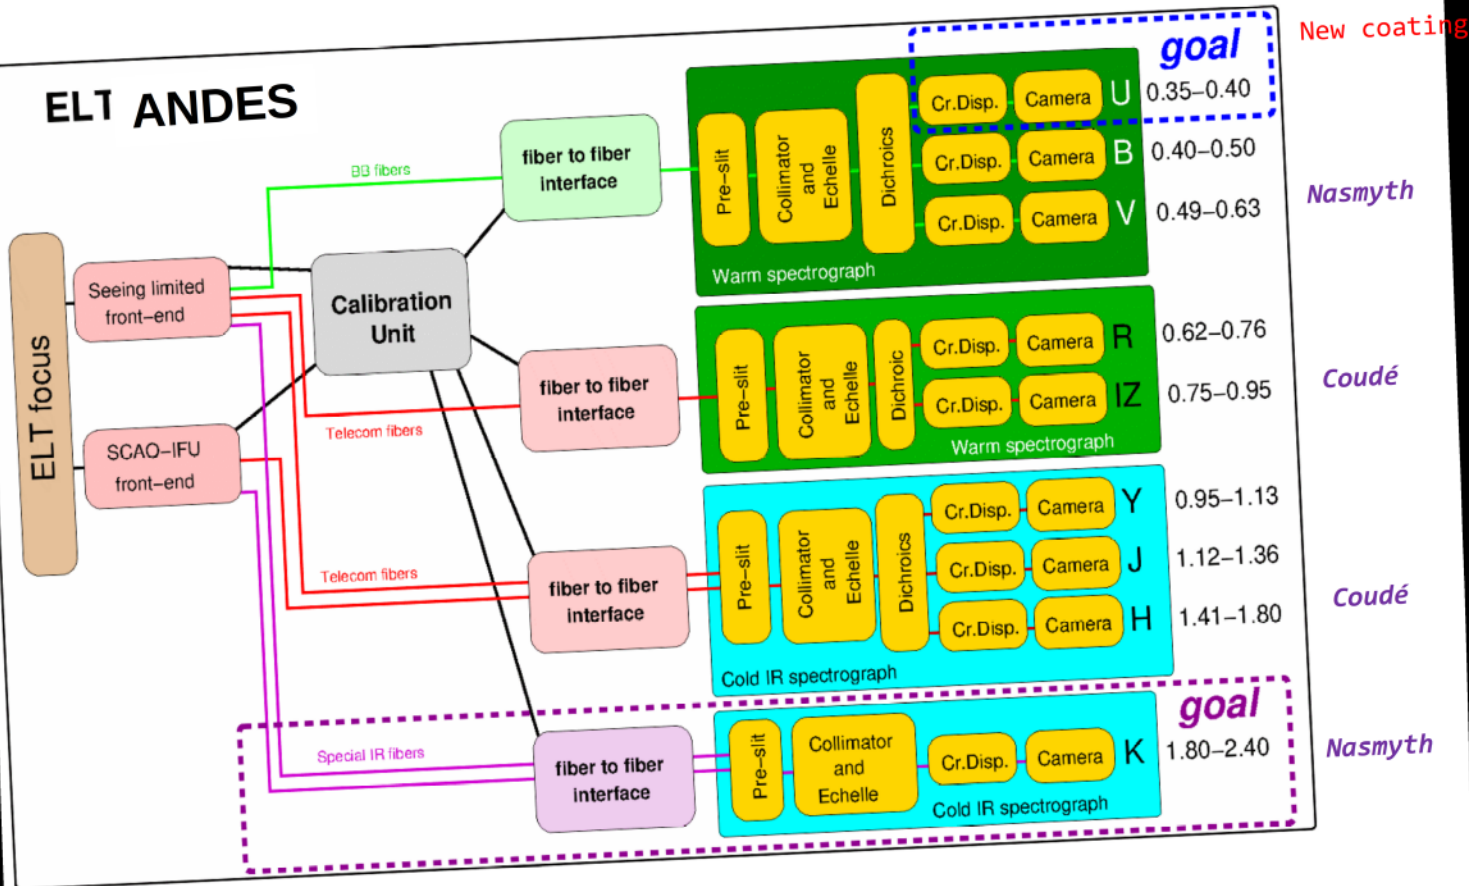 New coating
goal
ELT ANDES
Cr.Disp.
Camera
U
0.35–0.40
BB fibers
fiber to fiber
interface
Pre–slit
Collimator
and
Echelle
Dichroics
Cr.Disp.
Camera
B
0.40–0.50
Nasmyth
Cr.Disp.
Camera
V
0.49–0.63
Warm spectrograph
ELT focus
Seeing limited
front–end
Calibration
Unit
fiber to fiber
interface
Pre–slit
Collimator
and
Echelle
Dichroic
Cr.Disp.
Camera
R
0.62–0.76
Coudé
Cr.Disp.
Camera
IZ
0.75–0.95
Telecom fibers
Warm spectrograph
SCAO–IFU
front–end
Telecom fibers
fiber to fiber
interface
Pre–slit
Collimator
and
Echelle
Dichroics
Cr.Disp.
Camera
Y
0.95–1.13
Cr.Disp.
Camera
J
1.12–1.36
Coudé
Cr.Disp.
Camera
H
1.41–1.80
Cold IR spectrograph
goal
Special IR fibers
fiber to fiber
interface
Pre–slit
Collimator
and
Echelle
Cr.Disp.
Camera
K
1.80–2.40
Nasmyth
Cold IR spectrograph